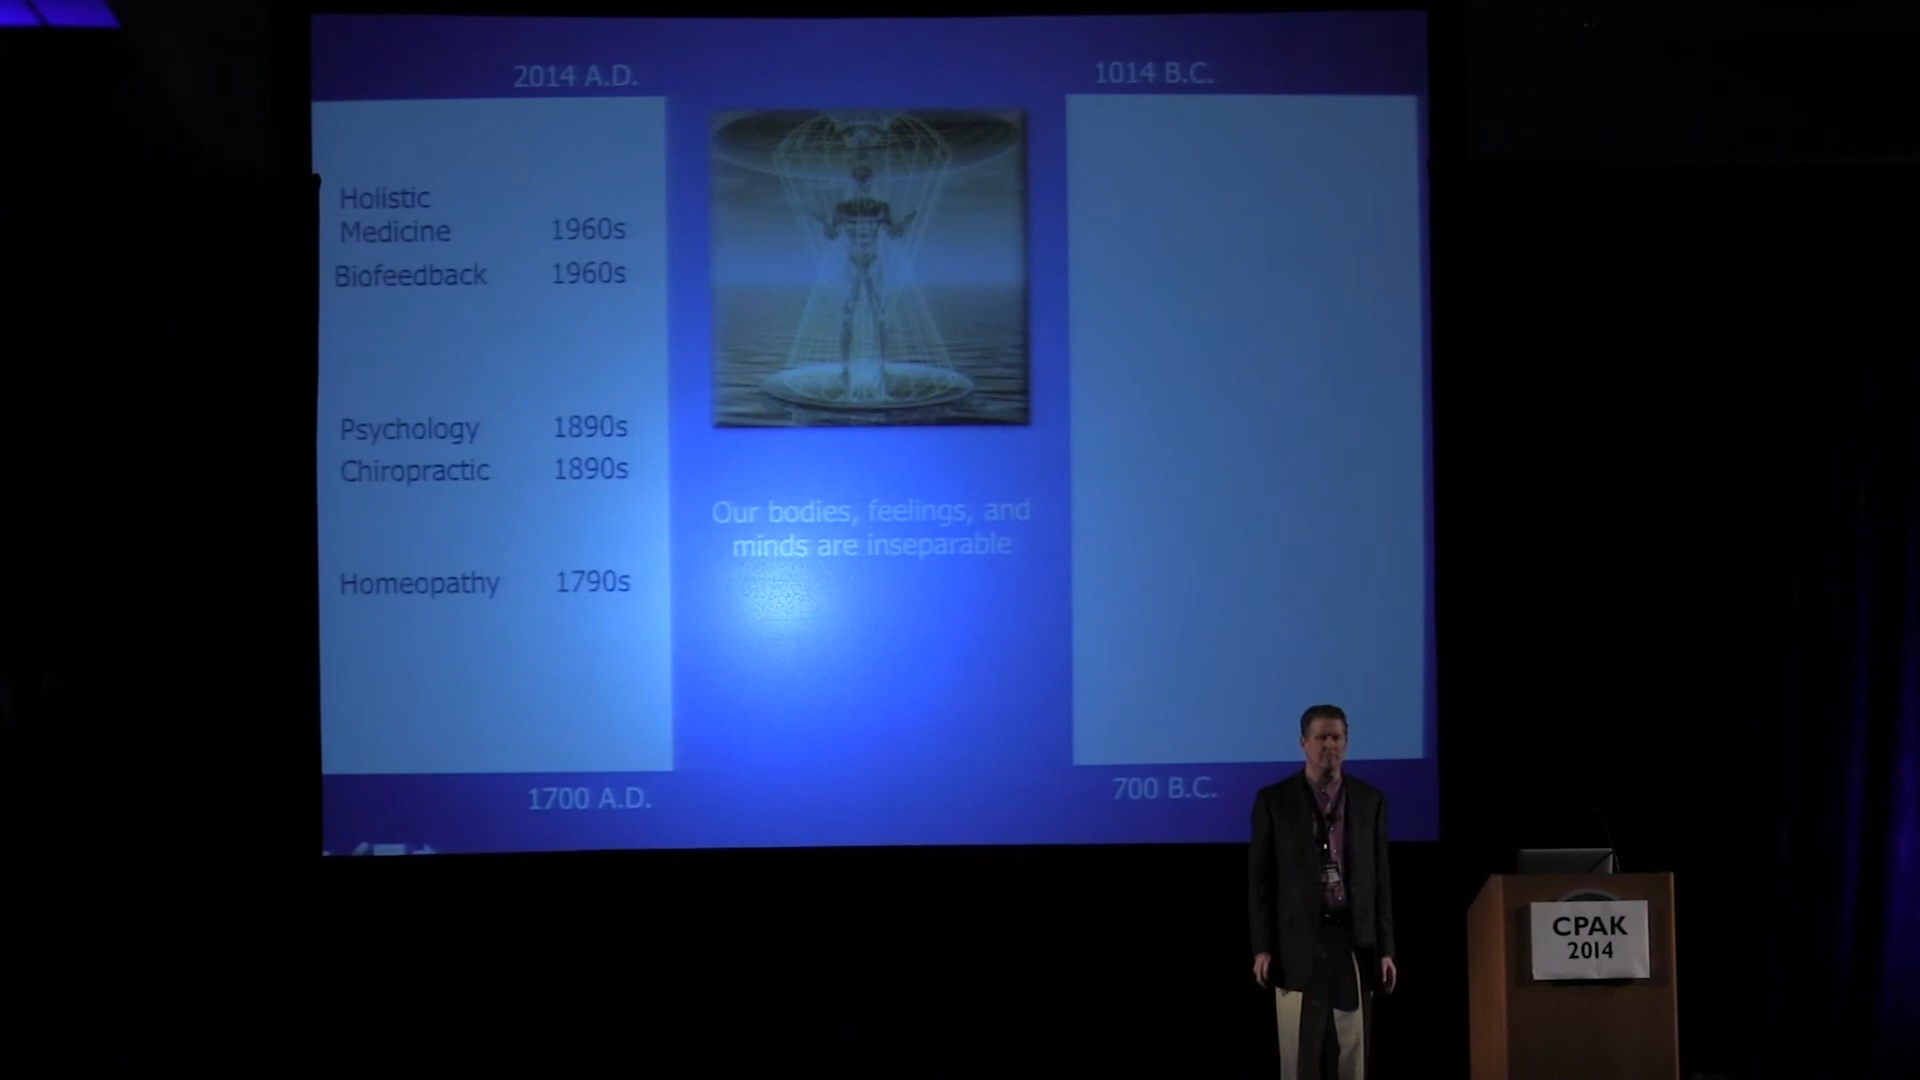 2014 A.D.
1014 B.C.
Holistic
Medicine 1960s
Biofeedback 1960s
Psychology 1890s
Chiropractic 1890s
Homeopathy 1790s
Our bodies, feelings, and
minds are inseparable
1700 A.D.
700 B.C.
CPAK
2014